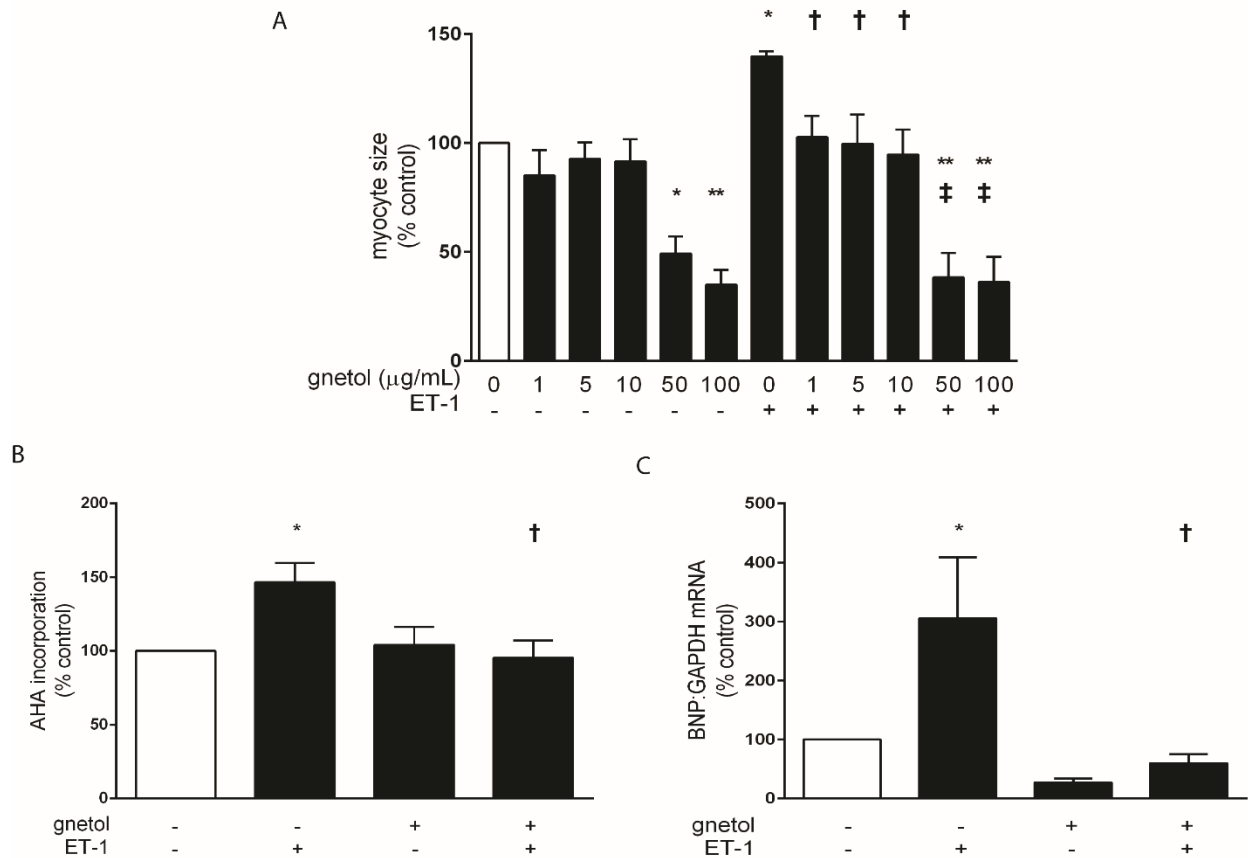 A
* † † †
150
100
50
0
myocyte size
(% control)
* ** ** **
‡ ‡
gnetol (μg/mL) 0 1 5 10 50 100 0 1 5 10 50 100
ET-1 - - - - - - + + + + + +
B
200
150
100
50
0
AHA incorporation
(% control)
* †
gnetol - - + +
ET-1 - + - +
C
500
400
300
200
100
0
BNP:GAPDH mRNA
(% control)
* †
gnetol - - + +
ET-1 - + - +